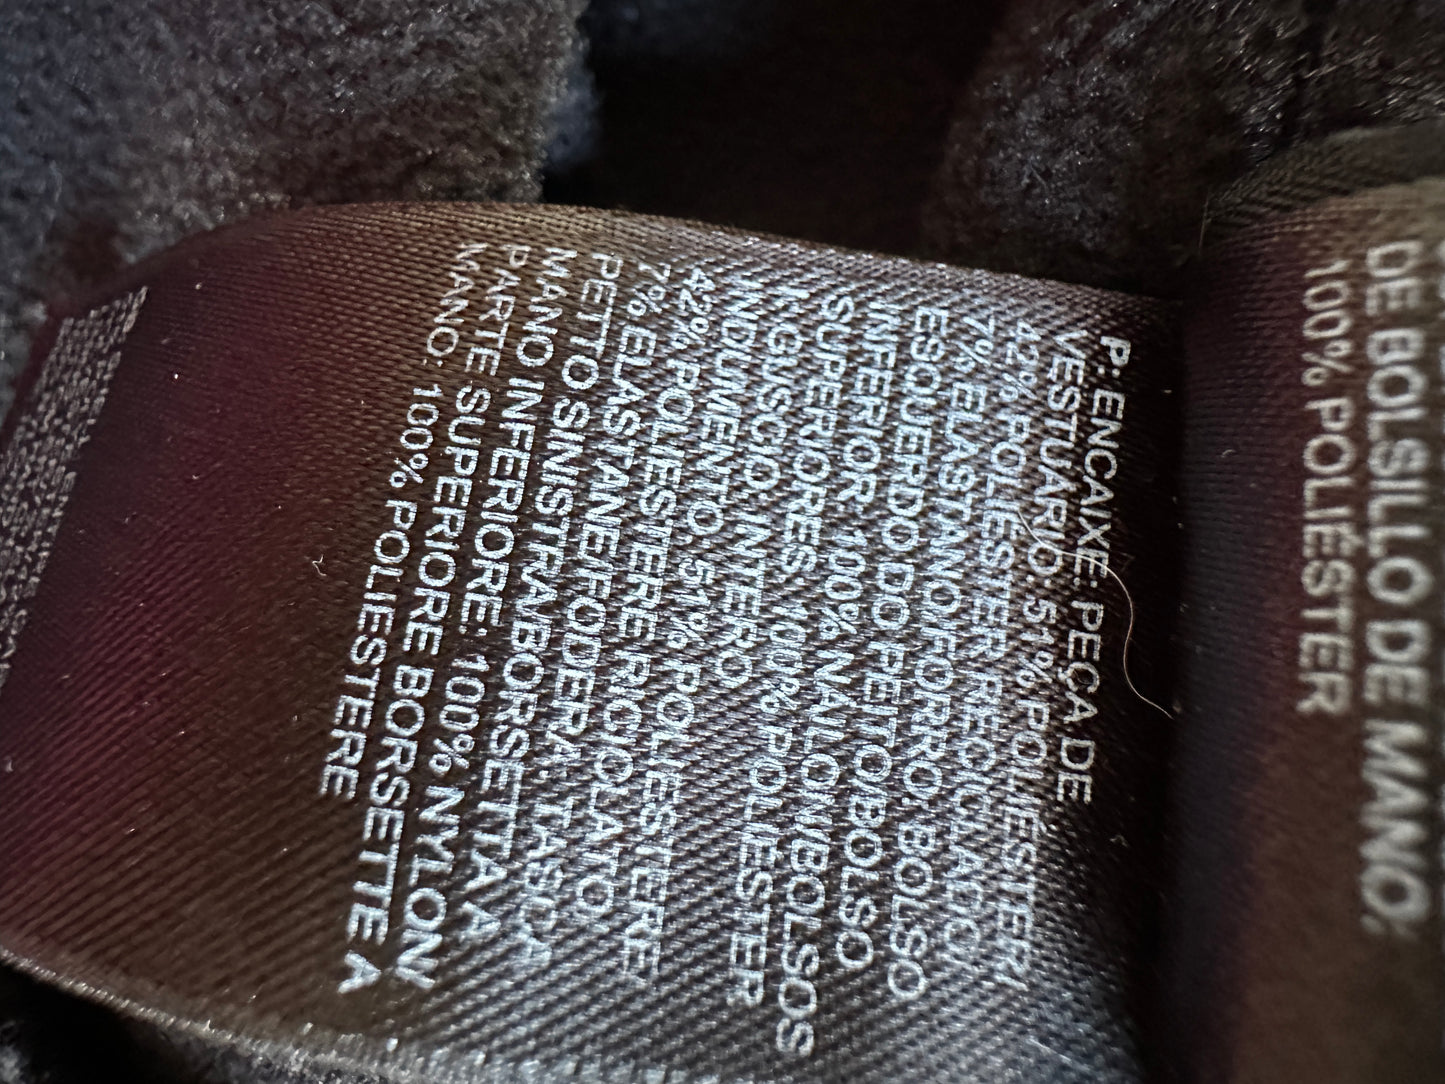 DE BOLSILLO DE MANO:
100% POLIÉSTER
P: ENCAIXE: PEÇA DE
VESTUÁRIO: 51% POLIÉSTER
42% POLIÉSTER RECICLADO
7% ELASTANO/FORRO: BOLSO
ESQUERDO DO PEITO/BOLSO
INFERIOR: 100% NAILON/BOLSOS
SUPERIORES: 100% POLIÉSTER
GUSCIO: INTERO
INDUMENTO, 51% POLIESTERE
42% POLIESTERE RICICLATO
7% ELASTANE/FODERA: TASCA
PETTO SINISTRA/BORSETTA A
MANO INFERIORE: 100% NYLON
PARTE SUPERIORE BORSETTE A
MANO: 100% POLIESTERE